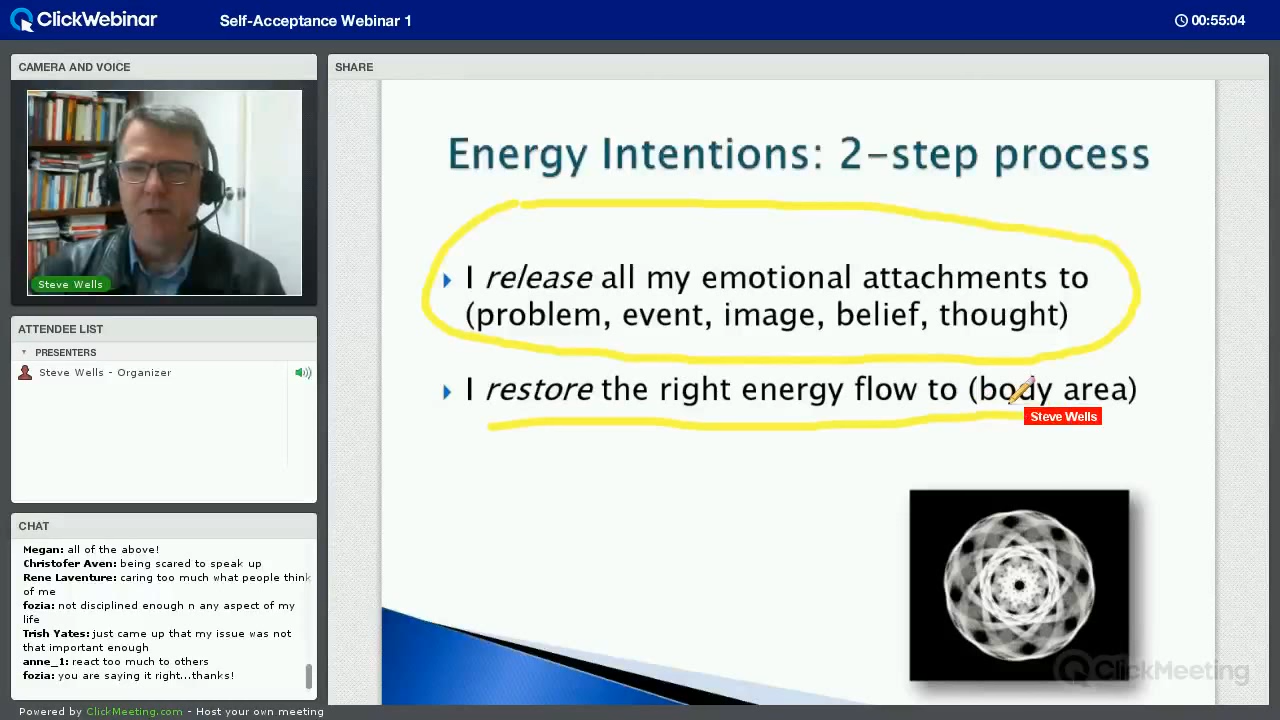 ClickWebinar
Self-Acceptance Webinar 1
00:55:04
CAMERA AND VOICE
Steve Wells
ATTENDEE LIST
PRESENTERS
Steve Wells - Organizer
CHAT
Megan: all of the above!
Christofer Aven: being scared to speak up
Rene Laventure: caring too much what people think
of me
fozia: not disciplined enough n any aspect of my
life
Trish Yates: just came up that my issue was not
that important enough
anne_1: react too much to others
fozia: you are saying it right...thanks!
SHARE
Energy Intentions: 2-step process
I release all my emotional attachments to
(problem, event, image, belief, thought)
I restore the right energy flow to (body area)
Steve Wells
ClickMeeting
Powered by ClickMeeting.com - Host your own meeting